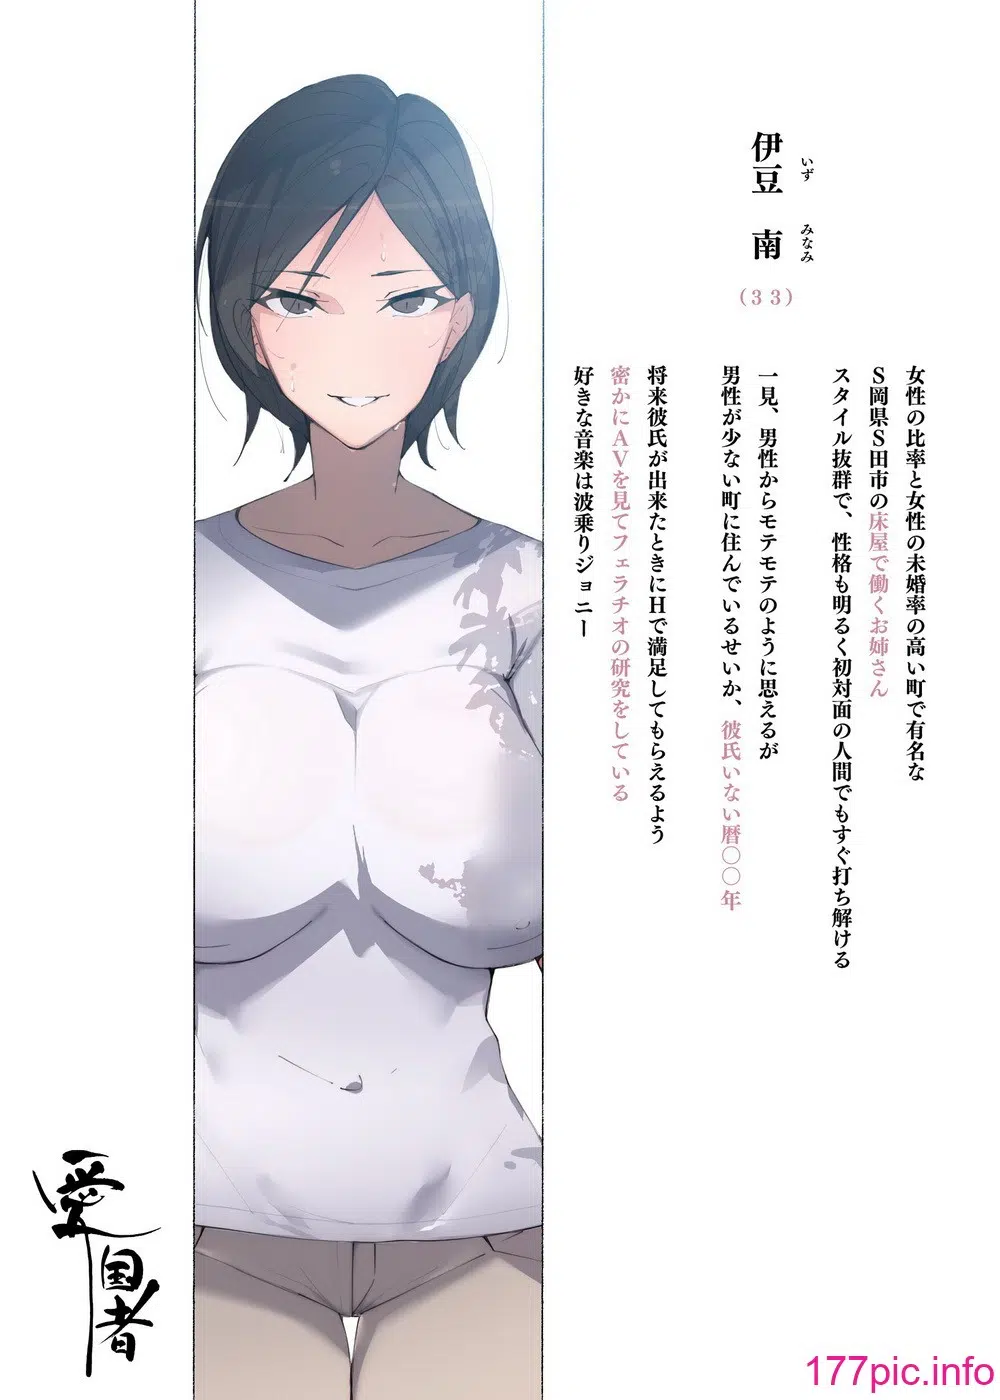 伊豆 南
いず みなみ
(33)
女性の比率と女性の未婚率の高い町で有名な
S岡県S田市の床屋で働くお姉さん
スタイル抜群で、性格も明るく初対面の人間でもすぐ打ち解ける
一見、男性からモテモテのように思えるが
男性が少ない町に住んでいるせいか、彼氏いない暦〇〇年
将来彼氏が出来たときにHで満足してもらえるよう
密かにAVを見てフェラチオの研究をしている
好きな音楽は波乗りジョニー
愛国者
177pic.info